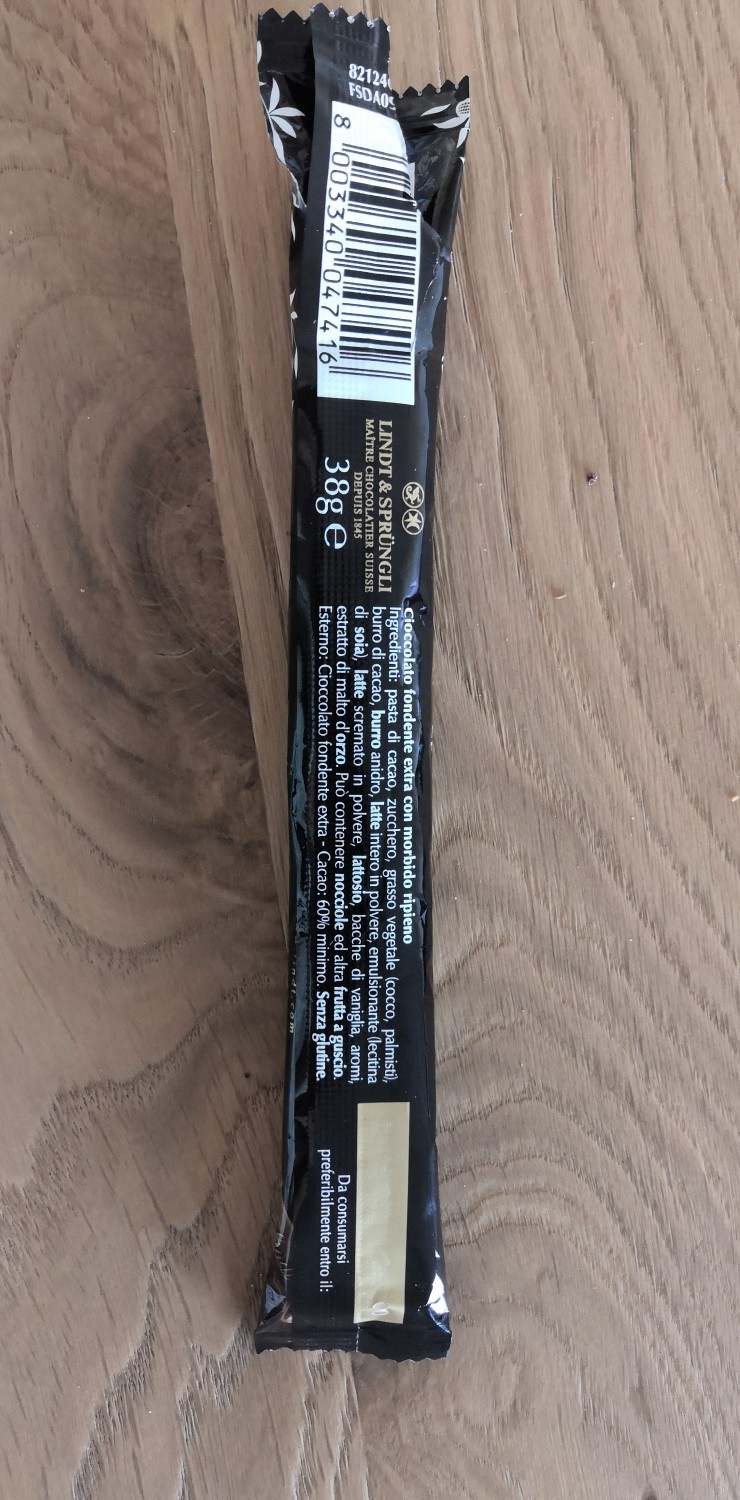 82124
FSDA0
8 003340 047416
LINDT & SPRÜNGLI
MAÎTRE CHOCOLATIER SUISSE
DEPUIS 1845
38g e
Cioccolato fondente extra con morbido ripieno
Ingredienti: pasta di cacao, zucchero, grasso vegetale (cocco, palmisti),
burro di cacao, burro anidro, latte intero in polvere, emulsionante (lecitina
di soia), latte scremato in polvere, lattosio, bacche di vaniglia, aromi,
estratto di malto d'orzo. Può contenere nocciole ed altra frutta a guscio.
Esterno: Cioccolato fondente extra - Cacao: 60% minimo. Senza glutine.
Da consumarsi
preferibilmente entro il: